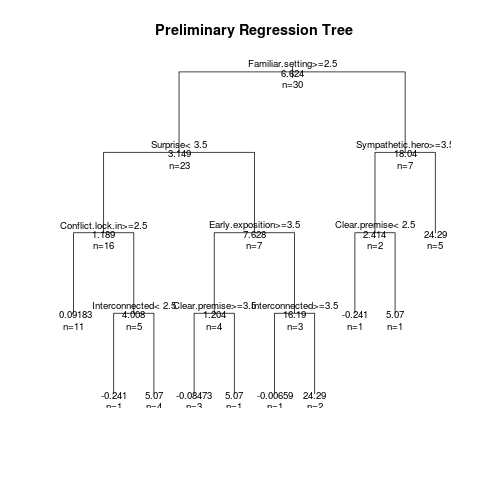 Preliminary Regression Tree
Familiar.setting>=2.5
6.624
n=30
Surprise< 3.5
3.149
n=23
Sympathetic.hero>=3.5
18.04
n=7
Conflict.lock.in>=2.5
1.189
n=16
Early.exposition>=3.5
7.628
n=7
Clear.premise< 2.5
2.414
n=2
24.29
n=5
0.09183
n=11
Interconnected< 2.5
4.008
n=5
Clear.premise>=3.5
1.204
n=4
Interconnected>=3.5
16.19
n=3
-0.241
n=1
5.07
n=1
-0.241
n=1
5.07
n=4
-0.08473
n=3
5.07
n=1
-0.00659
n=1
24.29
n=2